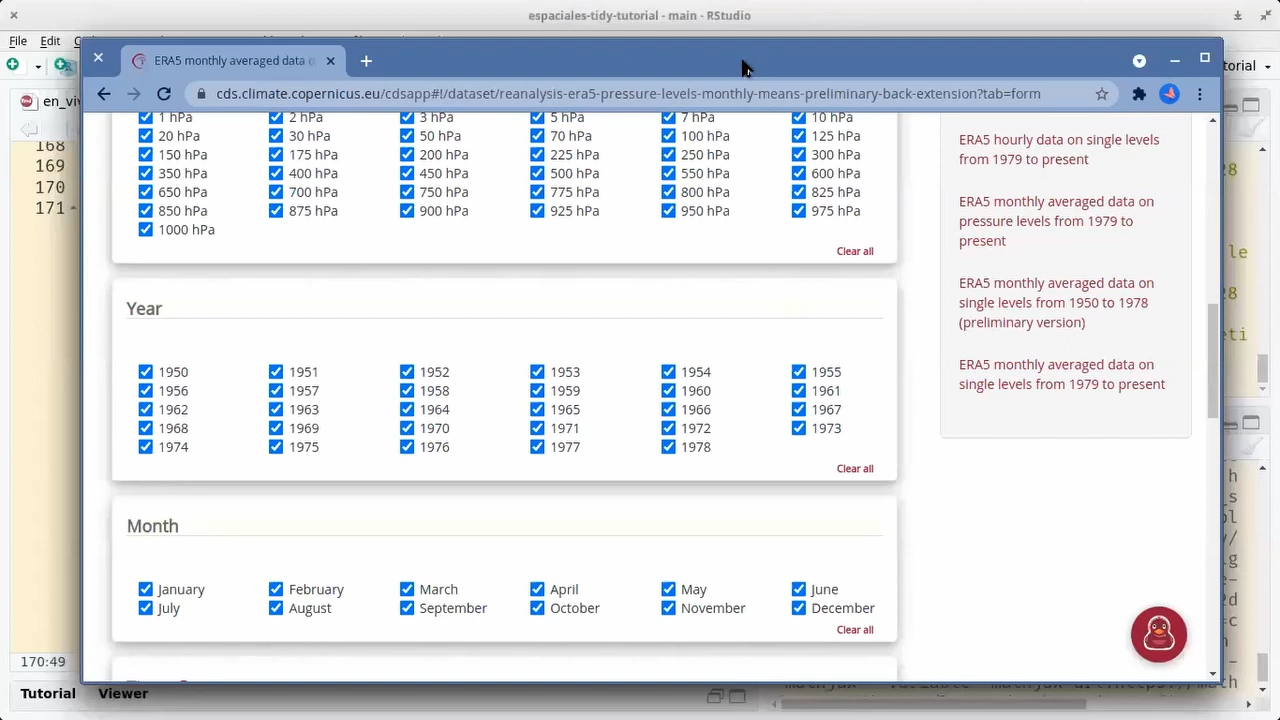 espaciales-tidy-tutorial - main - RStudio
File Edit
ERA5 monthly averaged data
cds.climate.copernicus.eu/cdsapp#!/dataset/reanalysis-era5-pressure-levels-monthly-means-preliminary-back-extension?tab=form
168
169
170
171
1 hPa 2 hPa 3 hPa 5 hPa 7 hPa 10 hPa
20 hPa 30 hPa 50 hPa 70 hPa 100 hPa 125 hPa
150 hPa 175 hPa 200 hPa 225 hPa 250 hPa 300 hPa
350 hPa 400 hPa 450 hPa 500 hPa 550 hPa 600 hPa
650 hPa 700 hPa 750 hPa 775 hPa 800 hPa 825 hPa
850 hPa 875 hPa 900 hPa 925 hPa 950 hPa 975 hPa
1000 hPa
Clear all
Year
1950 1951 1952 1953 1954 1955
1956 1957 1958 1959 1960 1961
1962 1963 1964 1965 1966 1967
1968 1969 1970 1971 1972 1973
1974 1975 1976 1977 1978
Clear all
Month
January February March April May June
July August September October November December
Clear all
ERA5 hourly data on single levels
from 1979 to present
ERA5 monthly averaged data on
pressure levels from 1979 to
present
ERA5 monthly averaged data on
single levels from 1950 to 1978
(preliminary version)
ERA5 monthly averaged data on
single levels from 1979 to present
170:49
Tutorial Viewer